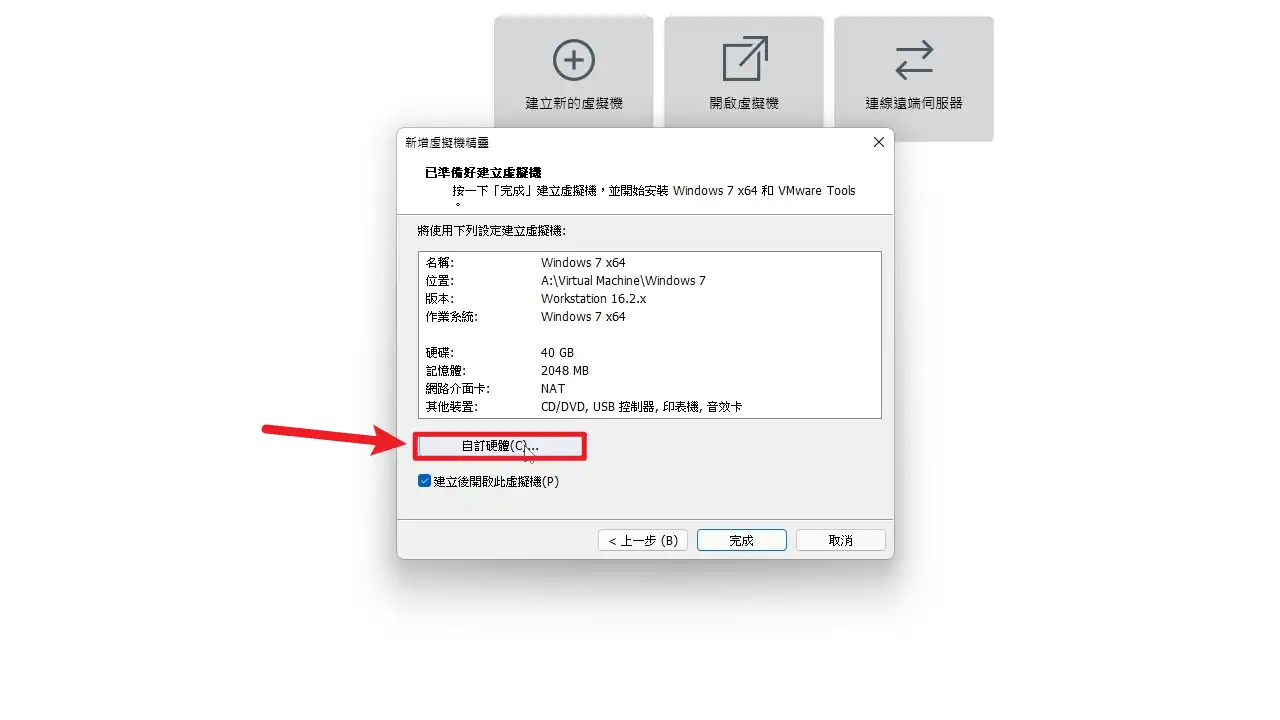 建立新的虛擬機
開啟虛擬機
連線遠端伺服器
新增虛擬機精靈
已準備好建立虛擬機
按一下「完成」建立虛擬機，並開始安裝 Windows 7 x64 和 VMware Tools
。
將使用下列設定建立虛擬機:
名稱: Windows 7 x64
位置: A:\Virtual Machine\Windows 7
版本: Workstation 16.2.x
作業系統: Windows 7 x64
硬碟: 40 GB
記憶體: 2048 MB
網路介面卡: NAT
其他裝置: CD/DVD, USB 控制器, 印表機, 音效卡
自訂硬體(C)...
建立後開啟此虛擬機(P)
< 上一步 (B)
完成
取消